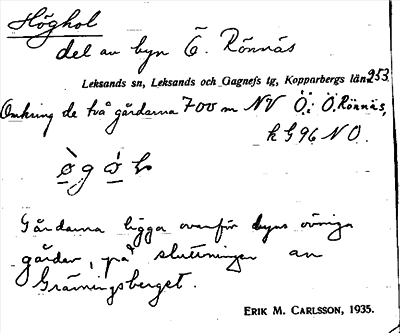 Höghol
del av byn Ö. Rönnäs
Leksands sn, Leksands och Gagnefs tg, Kopparbergs län. 253
Omkring de två gårdarna 700 m NV Ö i Ö. Rönnäs,
k G96 NO.
Gårdarna ligga ovanför byns övriga
gårdar, på sluttningen av
Gräningsberget.
ERIK M. CARLSSON, 1935.